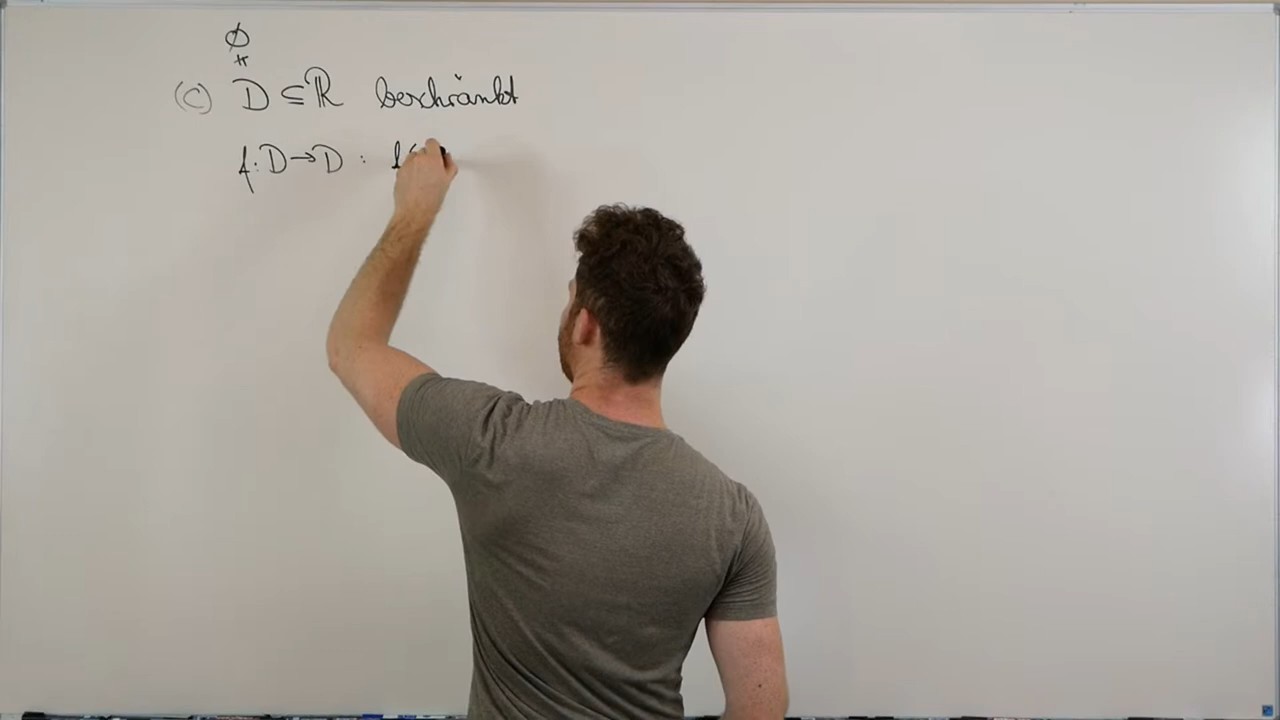 ∅
≠
(c) D ⊆ ℝ beschränkt
f: D → D :